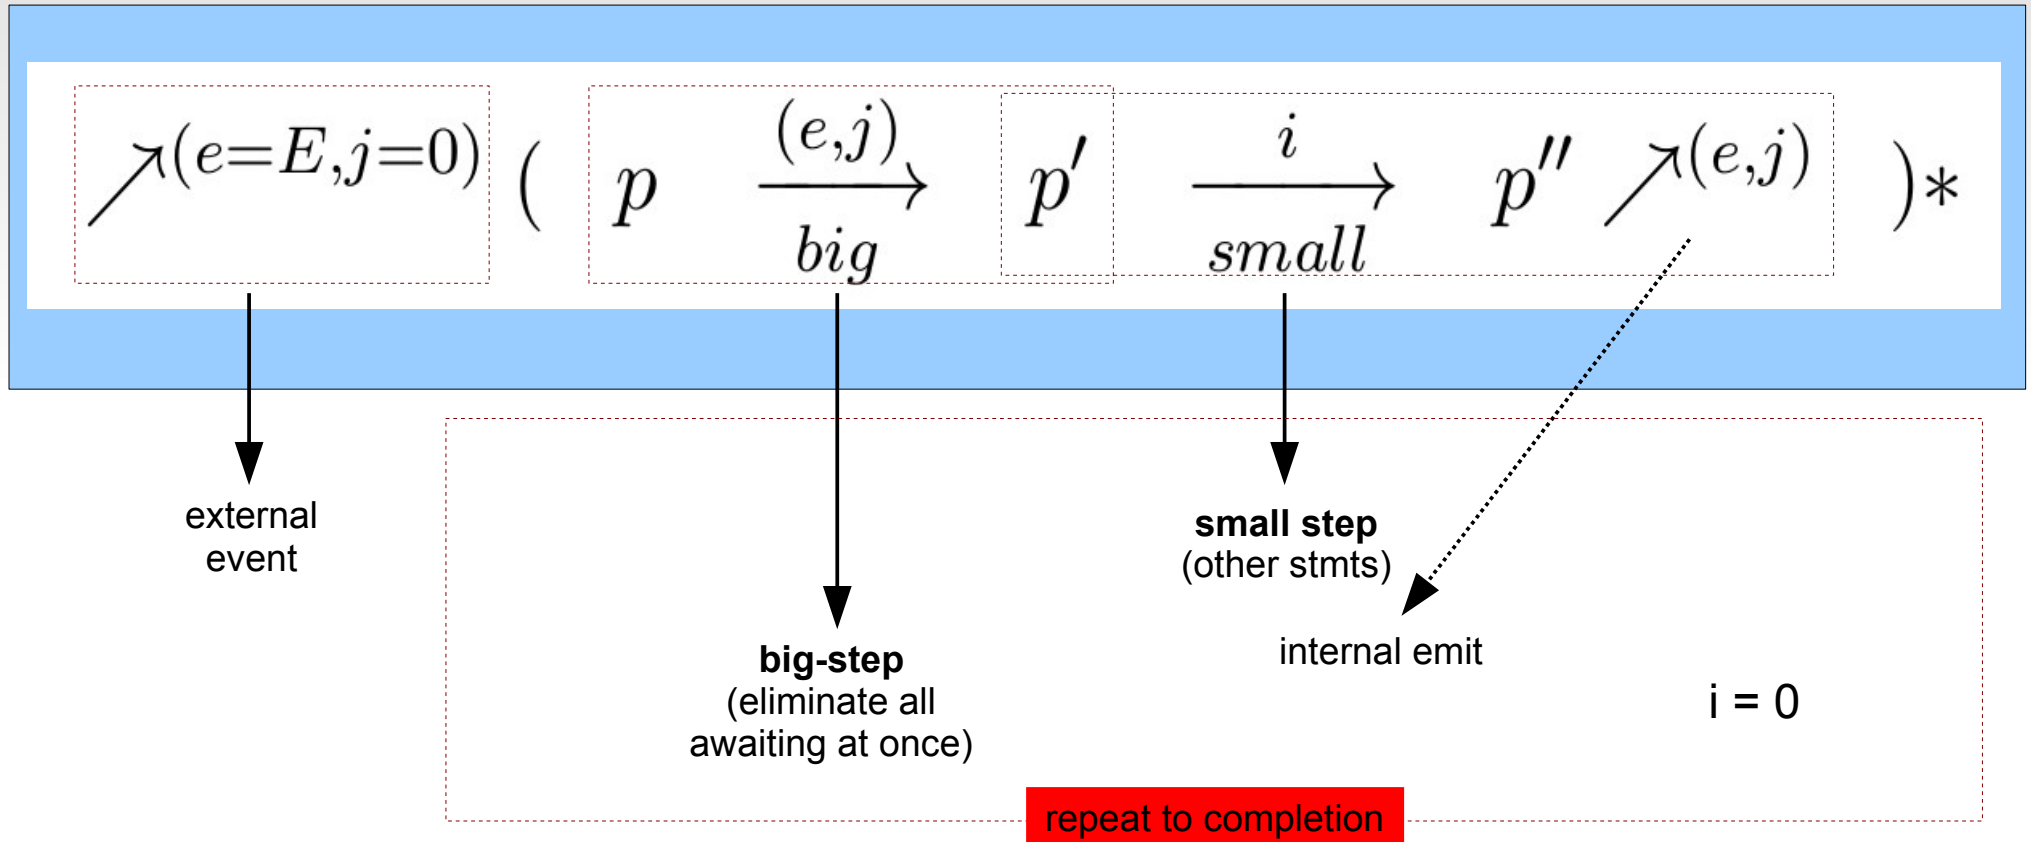 ↗(e=E,j=0) ( p (e,j) big → p′ i small → p″ ↗(e,j) )*
external
event
small step
(other stmts)
internal emit
big-step
(eliminate all
awaiting at once)
i = 0
repeat to completion